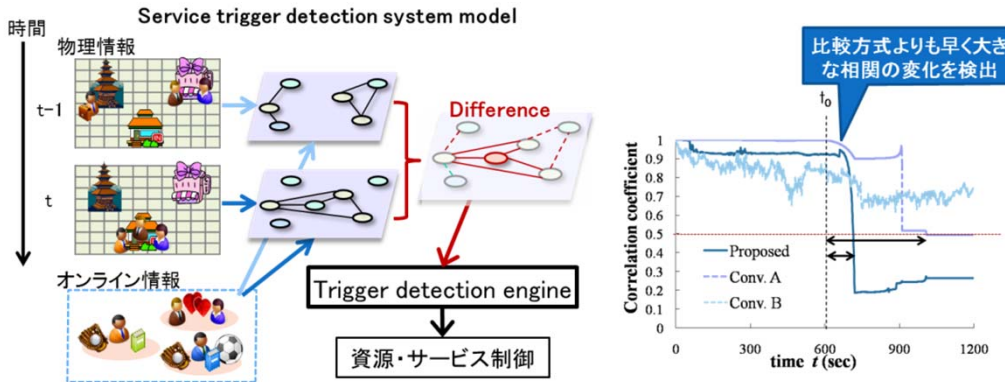 Service trigger detection system model
時間
物理情報
t-1
t
オンライン情報
Difference
Trigger detection engine
資源・サービス制御
比較方式よりも早く大き
な相関の変化を検出
t₀
Correlation coefficient
1
0.9
0.8
0.7
0.6
0.5
0.4
0.3
0.2
0.1
0
Proposed
Conv. A
Conv. B
0
300
600
900
1200
time t (sec)